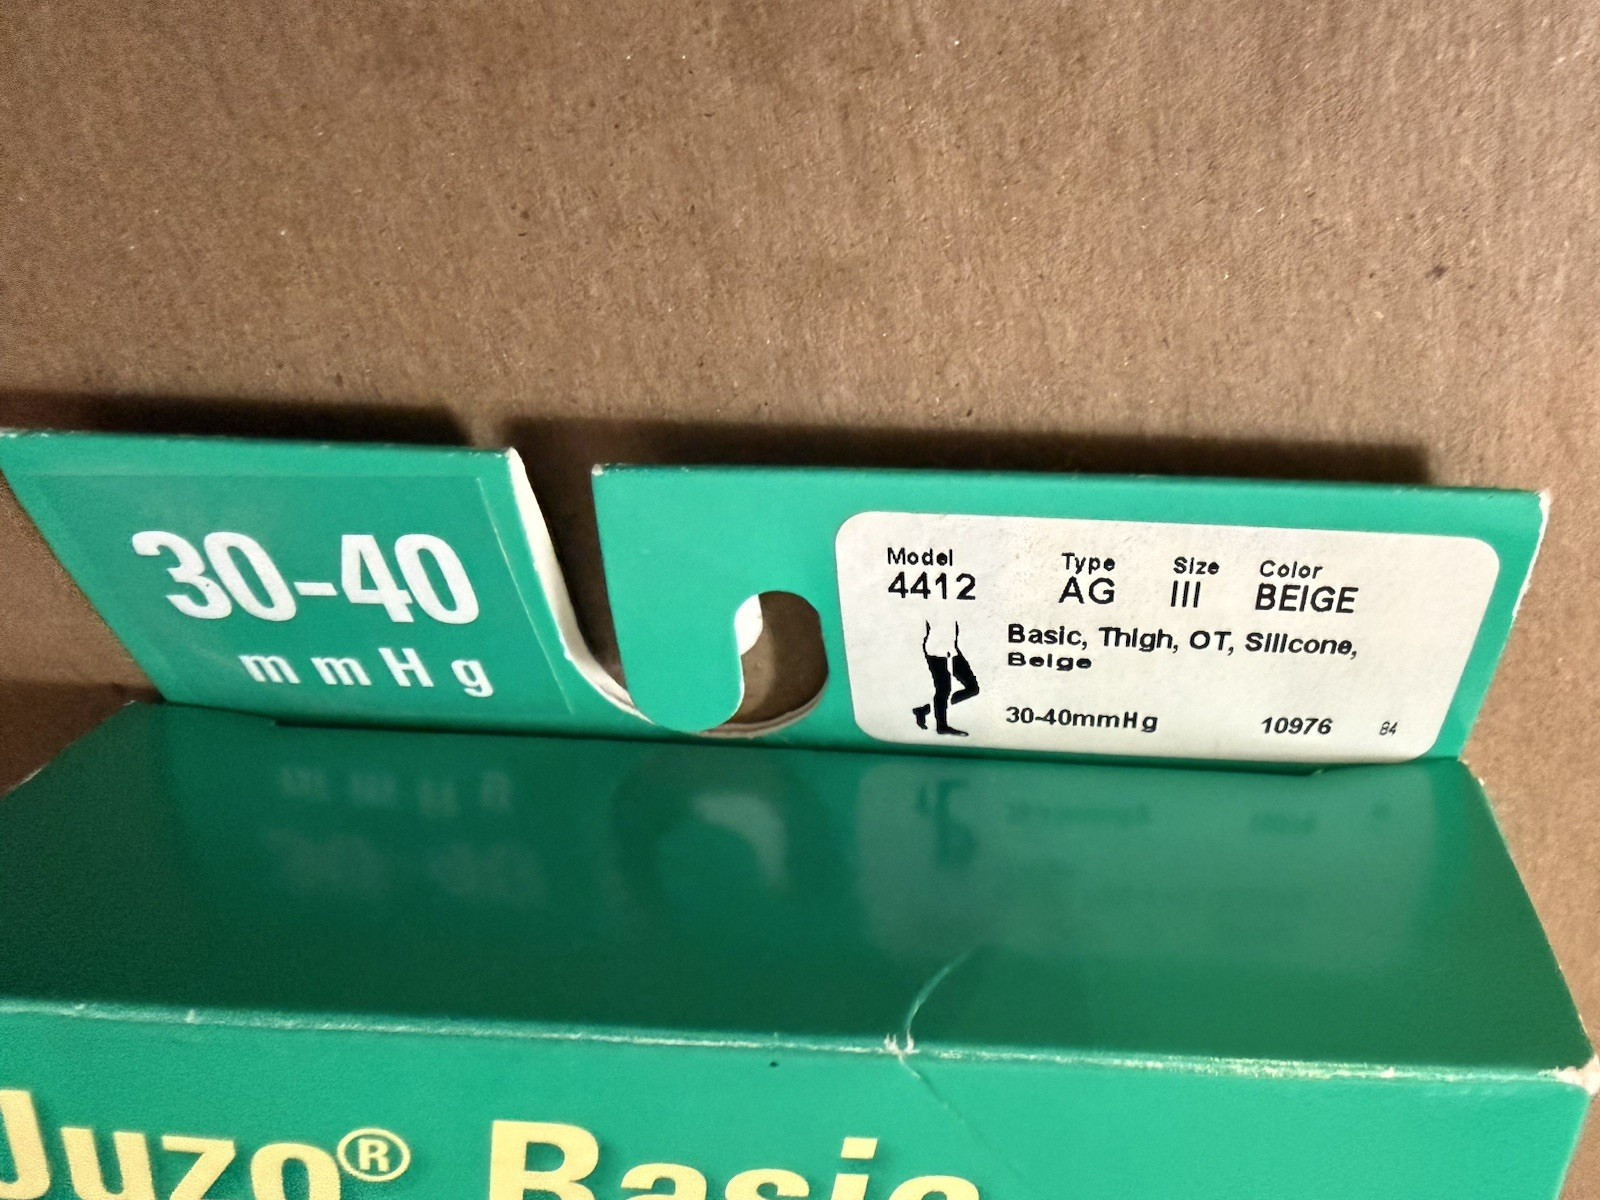 30-40
mmHg
Model Type Size Color
4412 AG III BEIGE
Basic, Thigh, OT, Silicone,
Beige
30-40mmHg 10976 84
Juzo® Basic